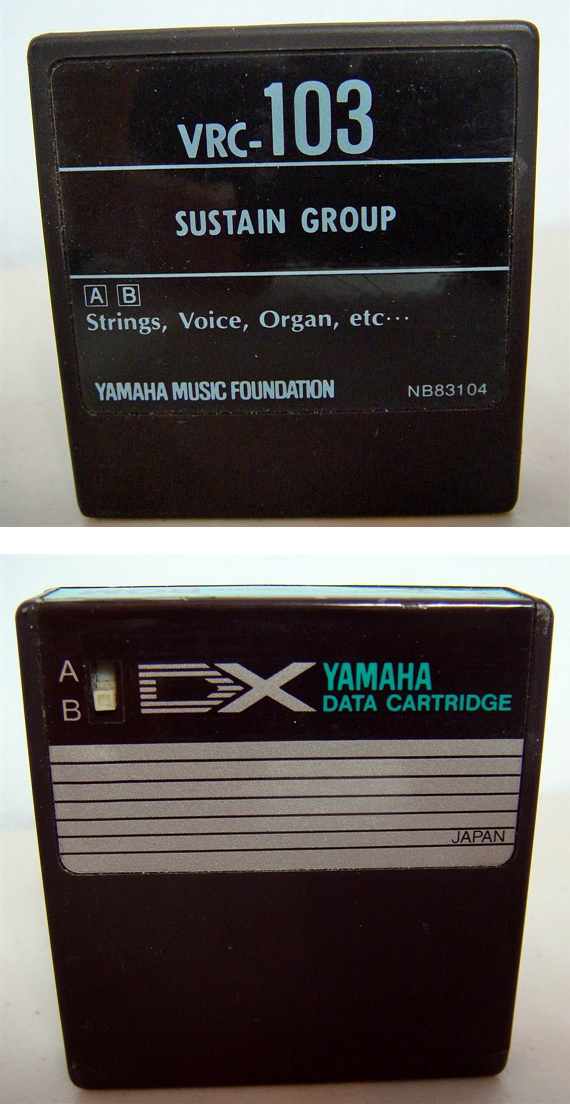 VRC-103
SUSTAIN GROUP
A B
Strings, Voice, Organ, etc···
YAMAHA MUSIC FOUNDATION NB83104
A
B
DX
YAMAHA
DATA CARTRIDGE
JAPAN